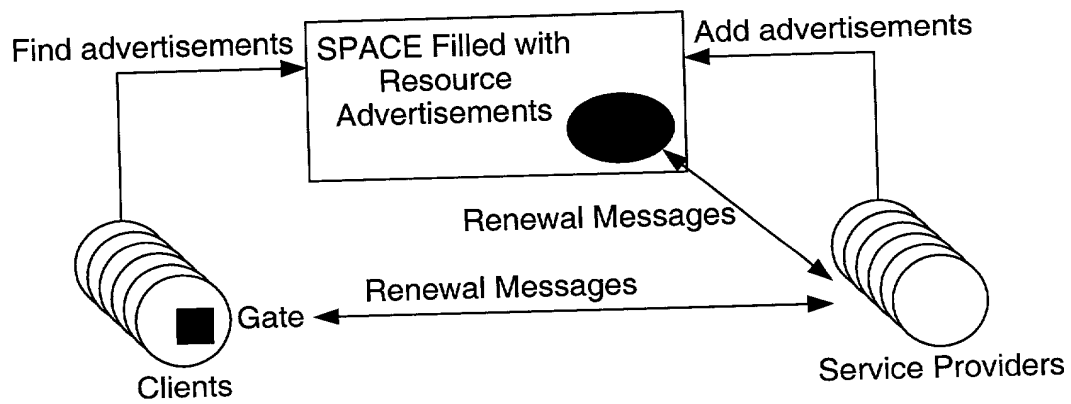 Find advertisements
SPACE Filled with
Resource
Advertisements
Add advertisements
Renewal Messages
Renewal Messages
Gate
Clients
Service Providers